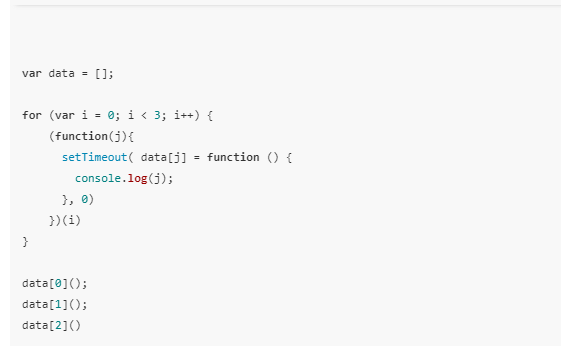 var data = [];
for (var i = 0; i < 3; i++) {
(function(j){
setTimeout( data[j] = function () {
console.log(j);
}, 0)
})(i)
}
data[0]();
data[1]();
data[2]()